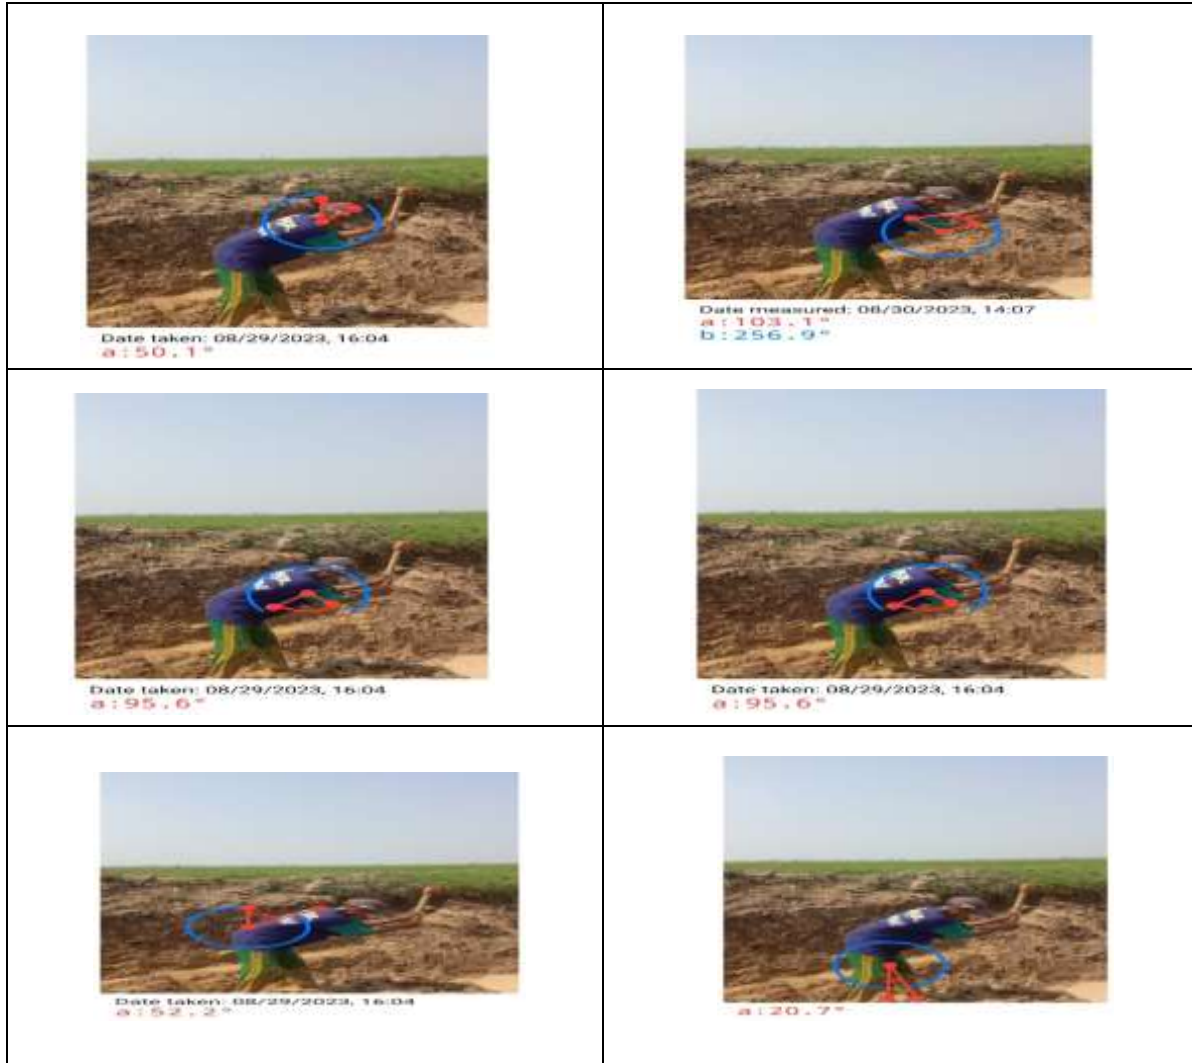 Date taken: 08/29/2023, 16:04
a:50.1°
Date measured: 08/30/2023, 14:07
a:103.1°
b:256.9°
Date taken: 08/29/2023, 16:04
a:95.6°
Date taken: 08/29/2023, 16:04
a:95.6°
Date taken: 08/29/2023, 16:04
a:52.2°
a:20.7°